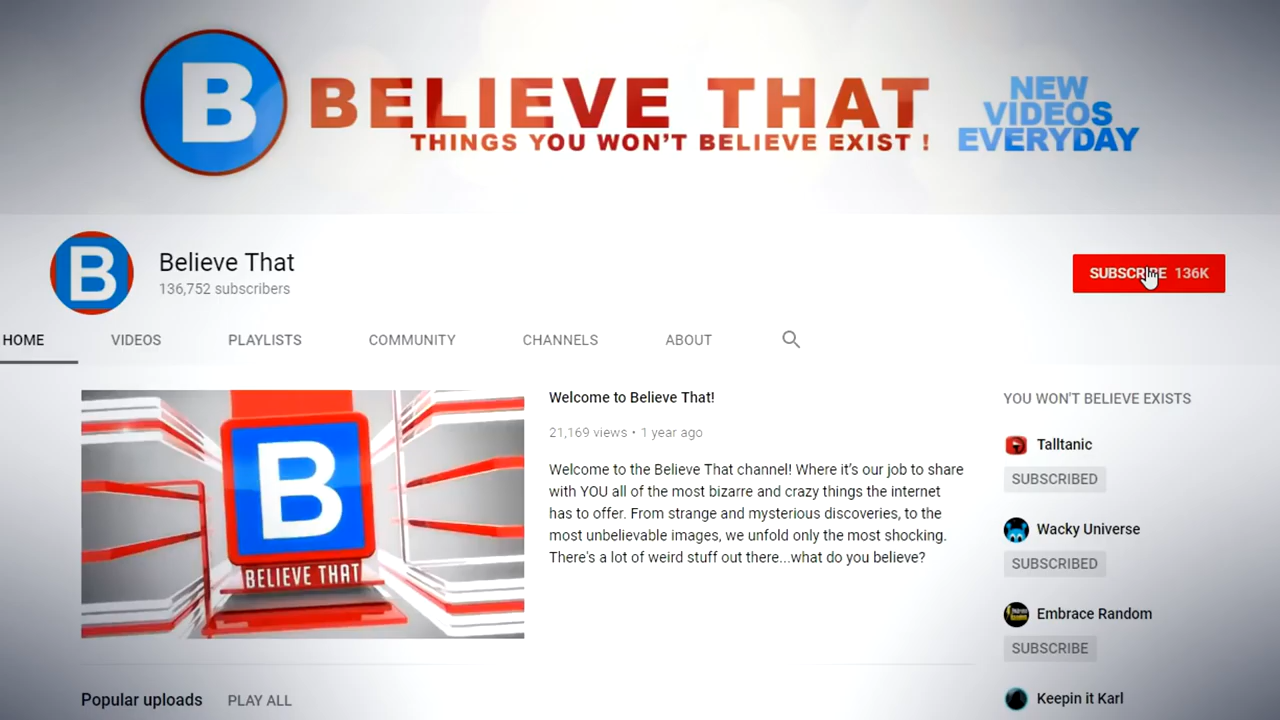 B
BELIEVE THAT
THINGS YOU WON'T BELIEVE EXIST !
NEW
VIDEOS
EVERYDAY
B
Believe That
136,752 subscribers
SUBSCRIBE 136K
HOME VIDEOS PLAYLISTS COMMUNITY CHANNELS ABOUT
B
BELIEVE THAT
Welcome to Believe That!
21,169 views • 1 year ago
Welcome to the Believe That channel! Where it's our job to share
with YOU all of the most bizarre and crazy things the internet
has to offer. From strange and mysterious discoveries, to the
most unbelievable images, we unfold only the most shocking.
There's a lot of weird stuff out there...what do you believe?
YOU WON'T BELIEVE EXISTS
Talltanic
SUBSCRIBED
Wacky Universe
SUBSCRIBED
Embrace Random
SUBSCRIBE
Keepin it Karl
Popular uploads PLAY ALL